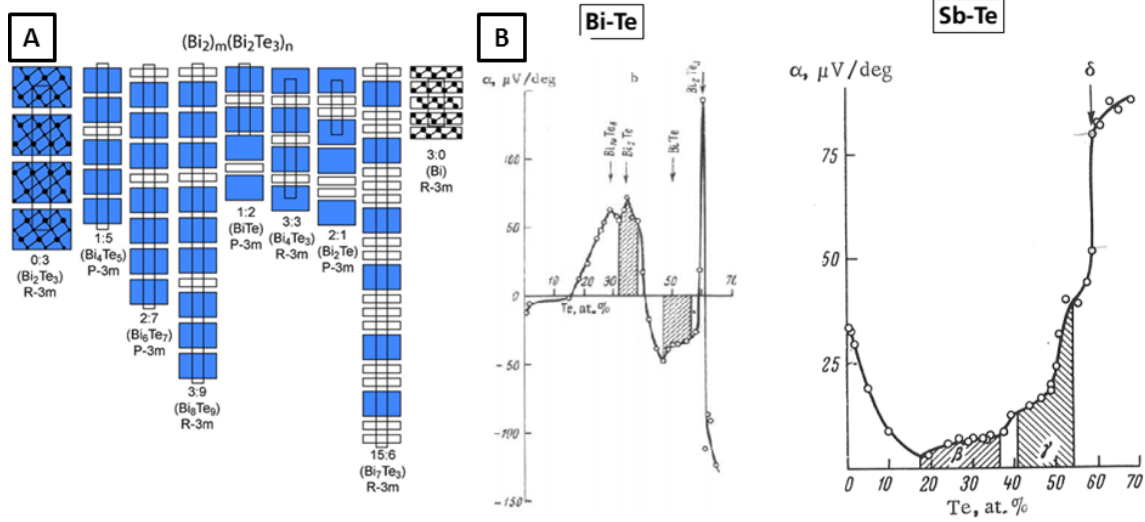 A
(Bi2)m(Bi2Te3)n
0:3
(Bi2Te3)
R-3m
1:5
(Bi4Te5)
P-3m
2:7
(Bi6Te7)
P-3m
3:9
(Bi8Te9)
R-3m
1:2
(BiTe)
P-3m
3:3
(Bi4Te3)
R-3m
2:1
(Bi2Te)
P-3m
15:6
(Bi7Te3)
R-3m
3:0
(Bi)
R-3m
B
Bi-Te
α, μV/deg
b
Bi2Te3
Bi2Te
BiTe
100
50
0
-50
-100
-150
10
20
30
40
50
60
70
Te, at.%
Sb-Te
α, μV/deg
δ
75
50
25
β
γ
0
10
20
30
40
50
60
70
Te, at.%